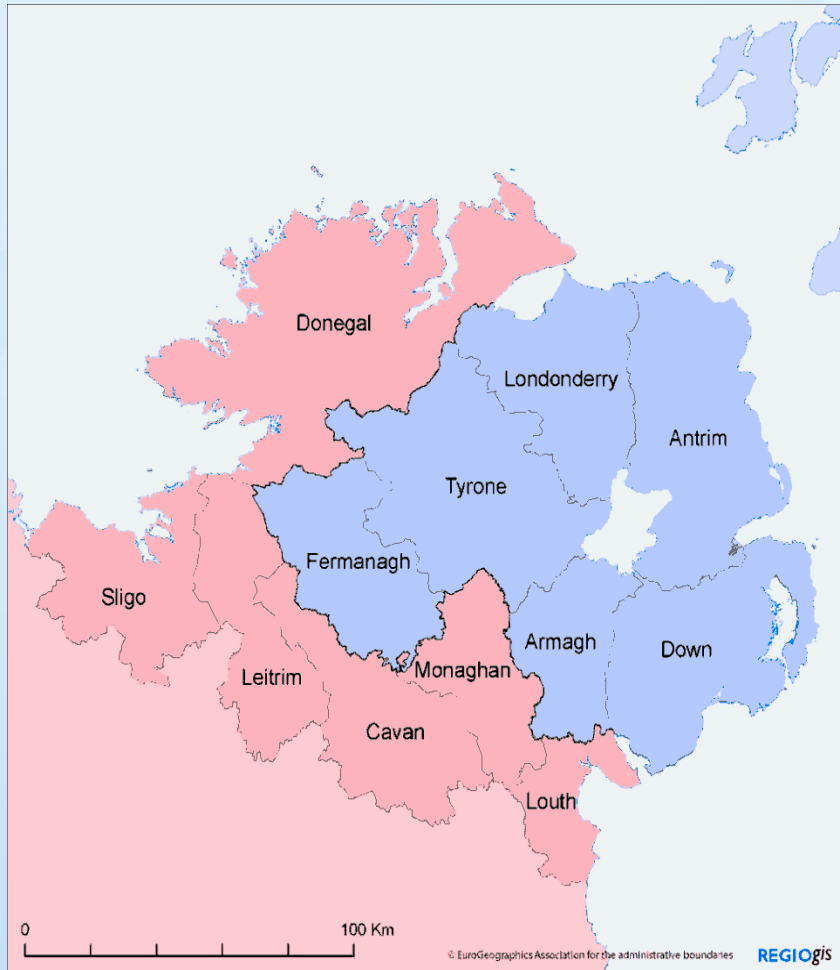 Donegal
Londonderry
Antrim
Tyrone
Fermanagh
Sligo
Armagh
Down
Monaghan
Leitrim
Cavan
Louth
0 100 Km
© EuroGeographics Association for the administrative boundaries REGIOgis